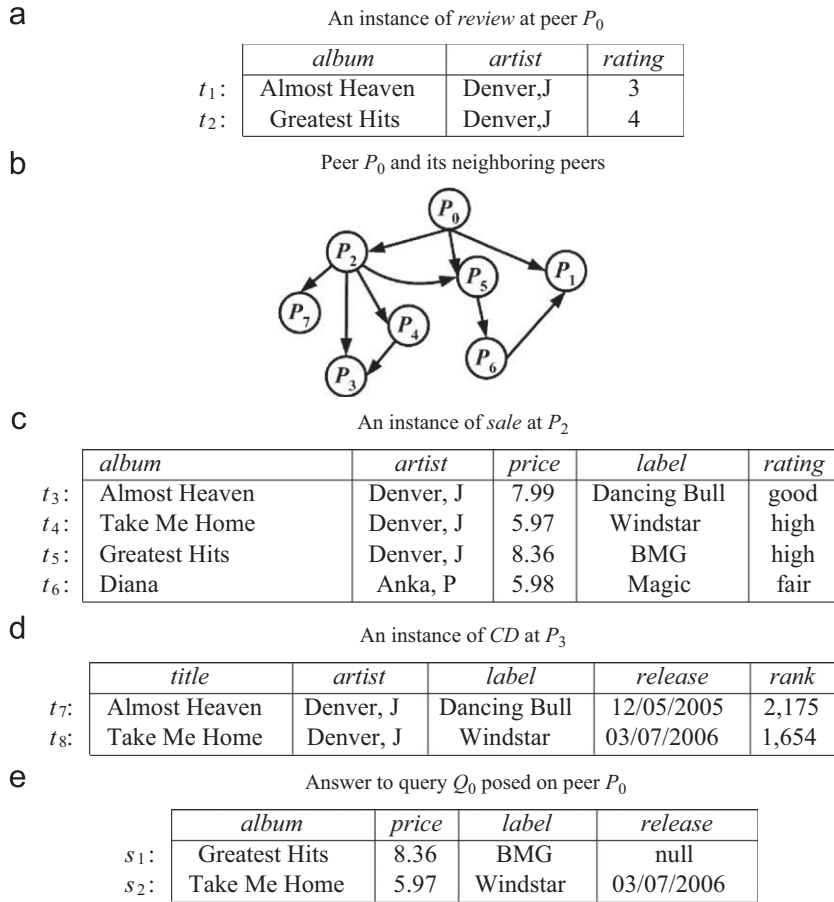 a
An instance of review at peer P0
album artist rating
t1: Almost Heaven Denver,J 3
t2: Greatest Hits Denver,J 4
b
Peer P0 and its neighboring peers
P0
P2
P5
P1
P7
P4
P6
P3
c
An instance of sale at P2
album artist price label rating
t3: Almost Heaven Denver, J 7.99 Dancing Bull good
t4: Take Me Home Denver, J 5.97 Windstar high
t5: Greatest Hits Denver, J 8.36 BMG high
t6: Diana Anka, P 5.98 Magic fair
d
An instance of CD at P3
title artist label release rank
t7: Almost Heaven Denver, J Dancing Bull 12/05/2005 2,175
t8: Take Me Home Denver, J Windstar 03/07/2006 1,654
e
Answer to query Q0 posed on peer P0
album price label release
s1: Greatest Hits 8.36 BMG null
s2: Take Me Home 5.97 Windstar 03/07/2006